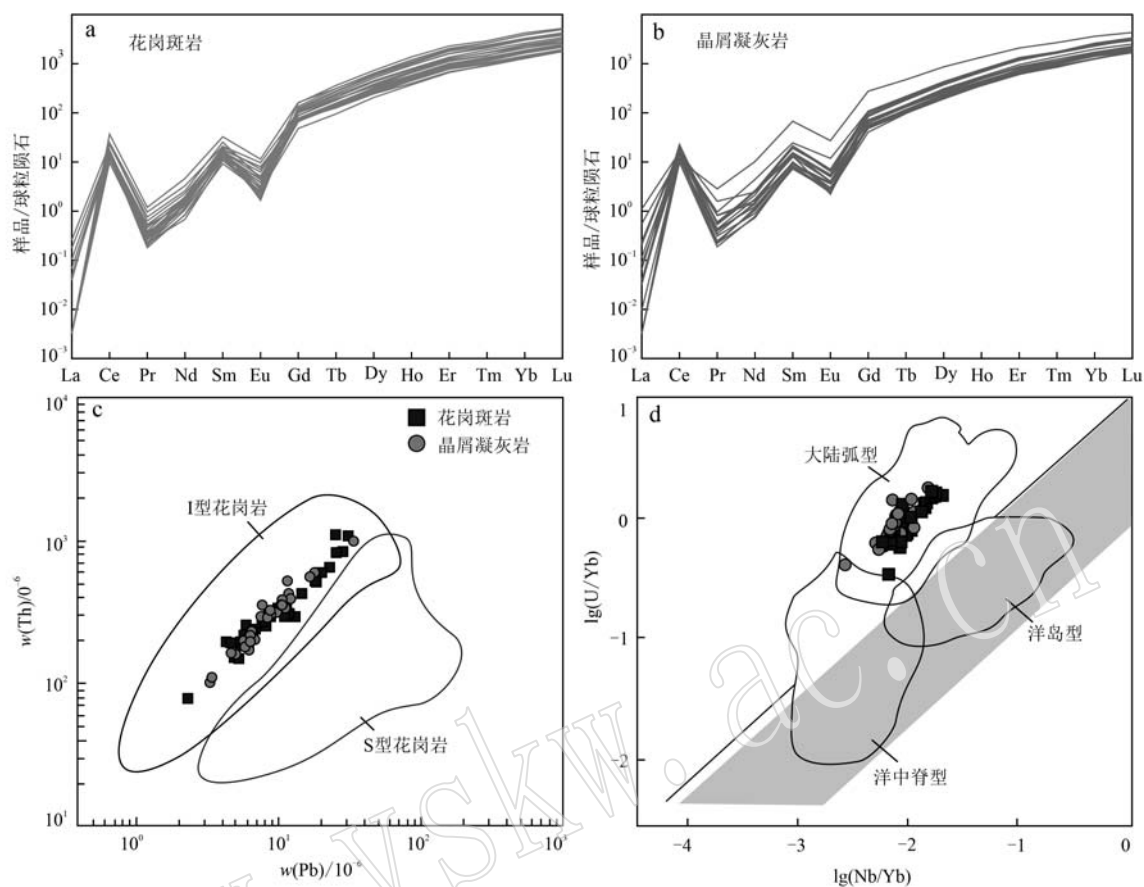 a
花岗斑岩
样品/球粒陨石
10³
10²
10¹
10⁰
10⁻¹
10⁻²
10⁻³
La Ce Pr Nd Sm Eu Gd Tb Dy Ho Er Tm Yb Lu
b
晶屑凝灰岩
样品/球粒陨石
10³
10²
10¹
10⁰
10⁻¹
10⁻²
10⁻³
La Ce Pr Nd Sm Eu Gd Tb Dy Ho Er Tm Yb Lu
c
花岗斑岩
晶屑凝灰岩
I型花岗岩
S型花岗岩
w(Th)/0⁻⁶
10⁴
10³
10²
10¹
10⁰ 10¹ 10² 10³
w(Pb)/10⁻⁶
d
大陆弧型
洋岛型
洋中脊型
lg(U/Yb)
1
0
−1
−2
−4 −3 −2 −1 0
lg(Nb/Yb)
.vskw.ac.cn